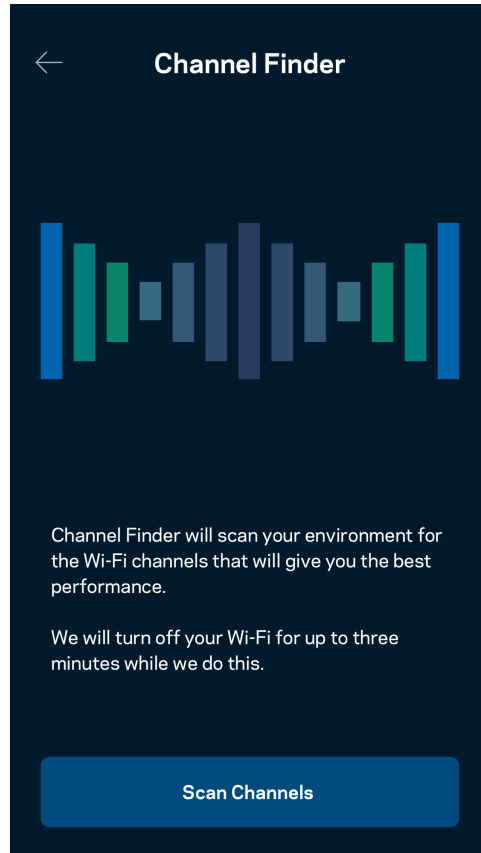 Channel Finder
Channel Finder will scan your environment for
the Wi-Fi channels that will give you the best
performance.
We will turn off your Wi-Fi for up to three
minutes while we do this.
Scan Channels